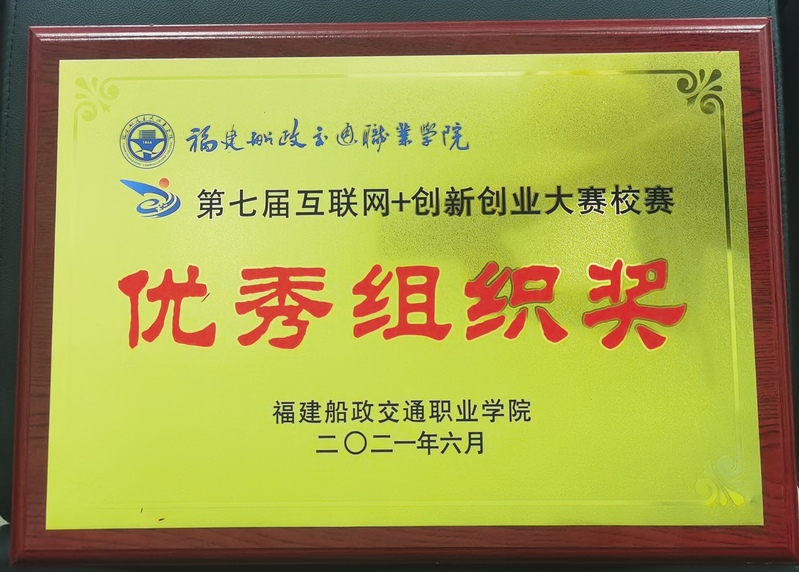 福建船政交通職業学院
第七届互联网+创新创业大赛校赛
优秀组织奖
福建船政交通职业学院
二〇二一年六月